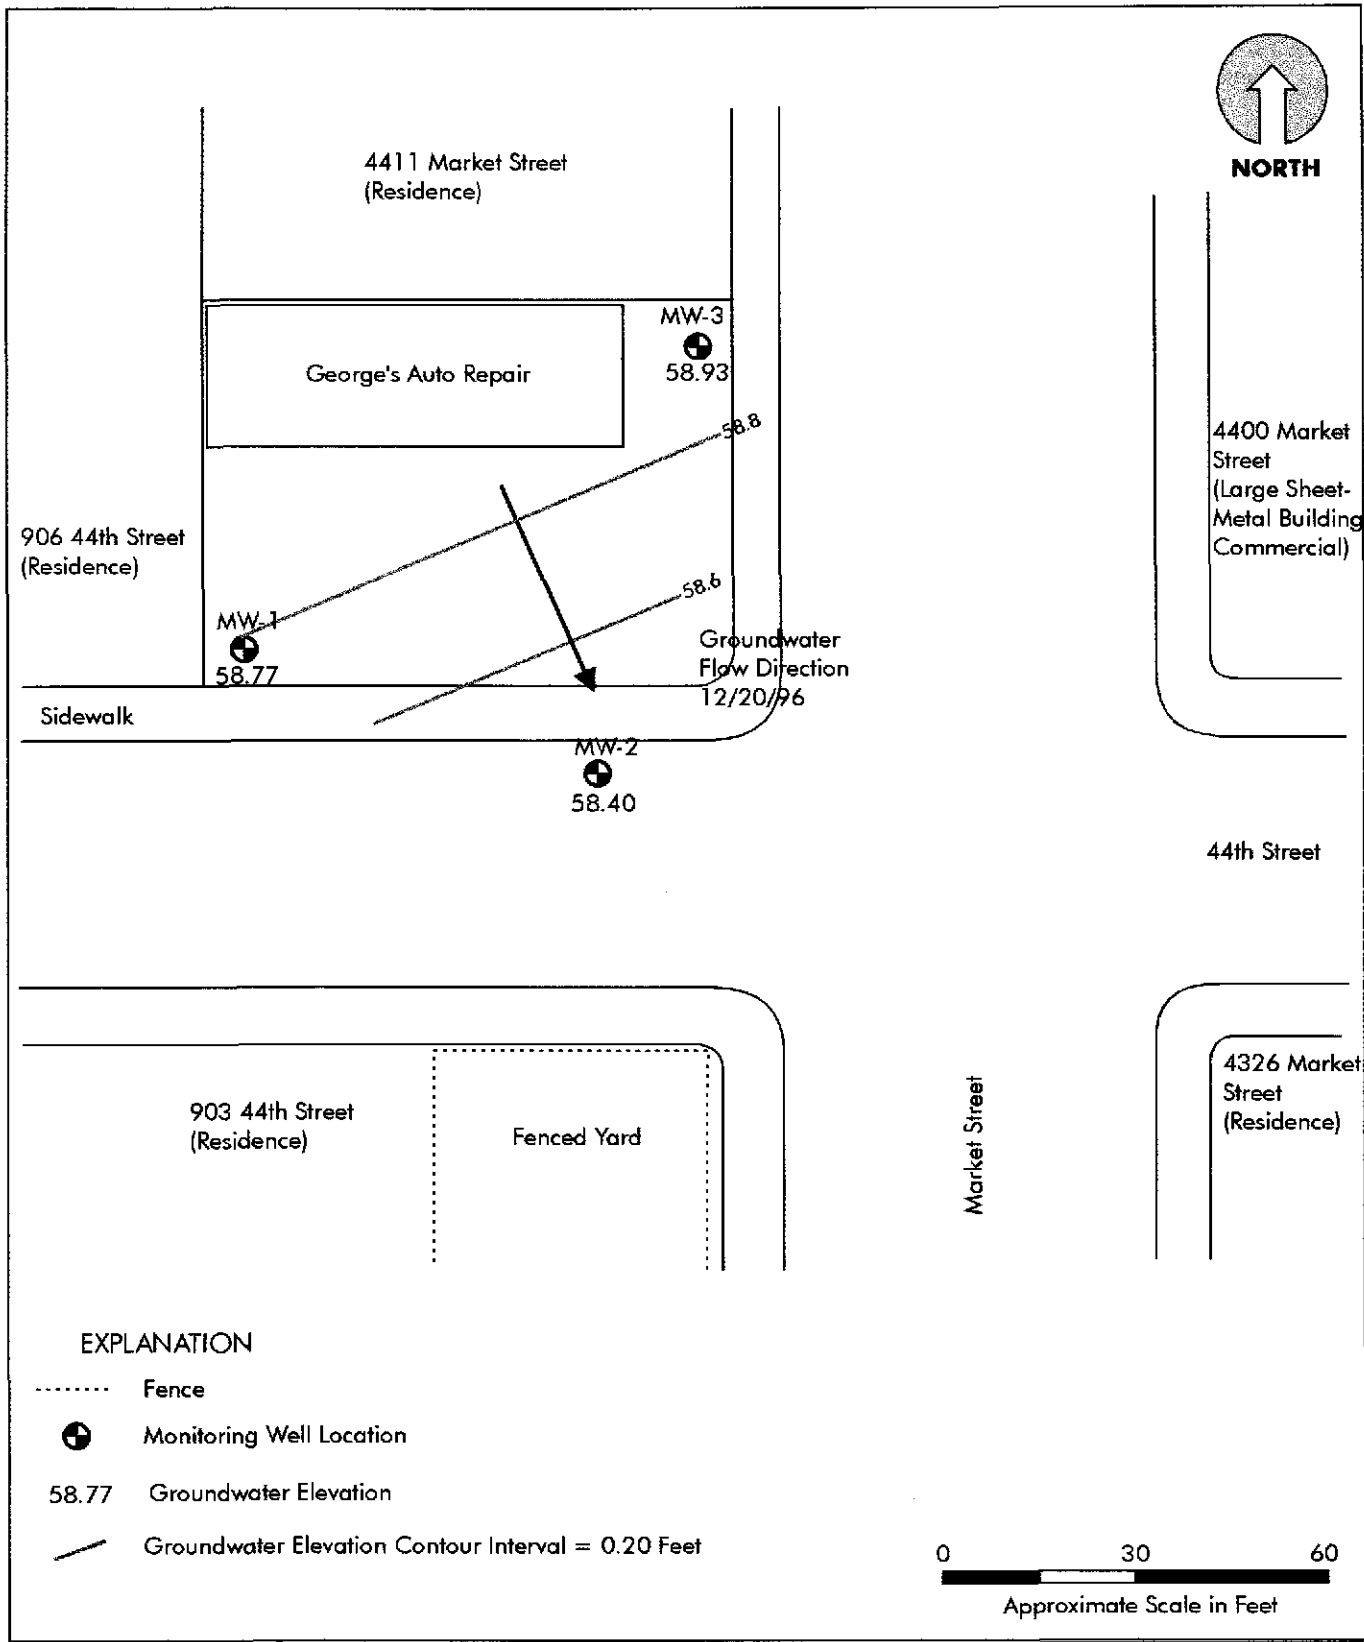 NORTH
4411 Market Street
(Residence)
MW-3
58.93
George's Auto Repair
58.8
4400 Market
Street
(Large Sheet-
Metal Building
Commercial)
906 44th Street
(Residence)
58.6
MW-1
58.77
Groundwater
Flow Direction
12/20/96
Sidewalk
MW-2
58.40
44th Street
4326 Market
Street
(Residence)
903 44th Street
(Residence)
Fenced Yard
Market Street
EXPLANATION
Fence
Monitoring Well Location
58.77 Groundwater Elevation
Groundwater Elevation Contour Interval = 0.20 Feet
0 30 60
Approximate Scale in Feet